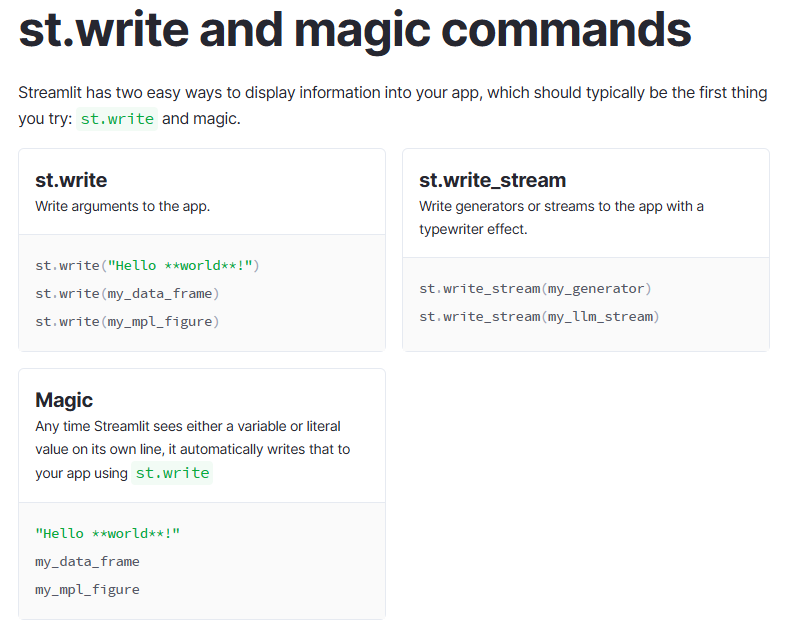 st.write and magic commands
Streamlit has two easy ways to display information into your app, which should typically be the first thing
you try: st.write and magic.
st.write
Write arguments to the app.
st.write("Hello **world**!")
st.write(my_data_frame)
st.write(my_mpl_figure)
st.write_stream
Write generators or streams to the app with a
typewriter effect.
st.write_stream(my_generator)
st.write_stream(my_llm_stream)
Magic
Any time Streamlit sees either a variable or literal
value on its own line, it automatically writes that to
your app using st.write
"Hello **world**!"
my_data_frame
my_mpl_figure